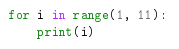 for i in range(1, 11):
    print(i)